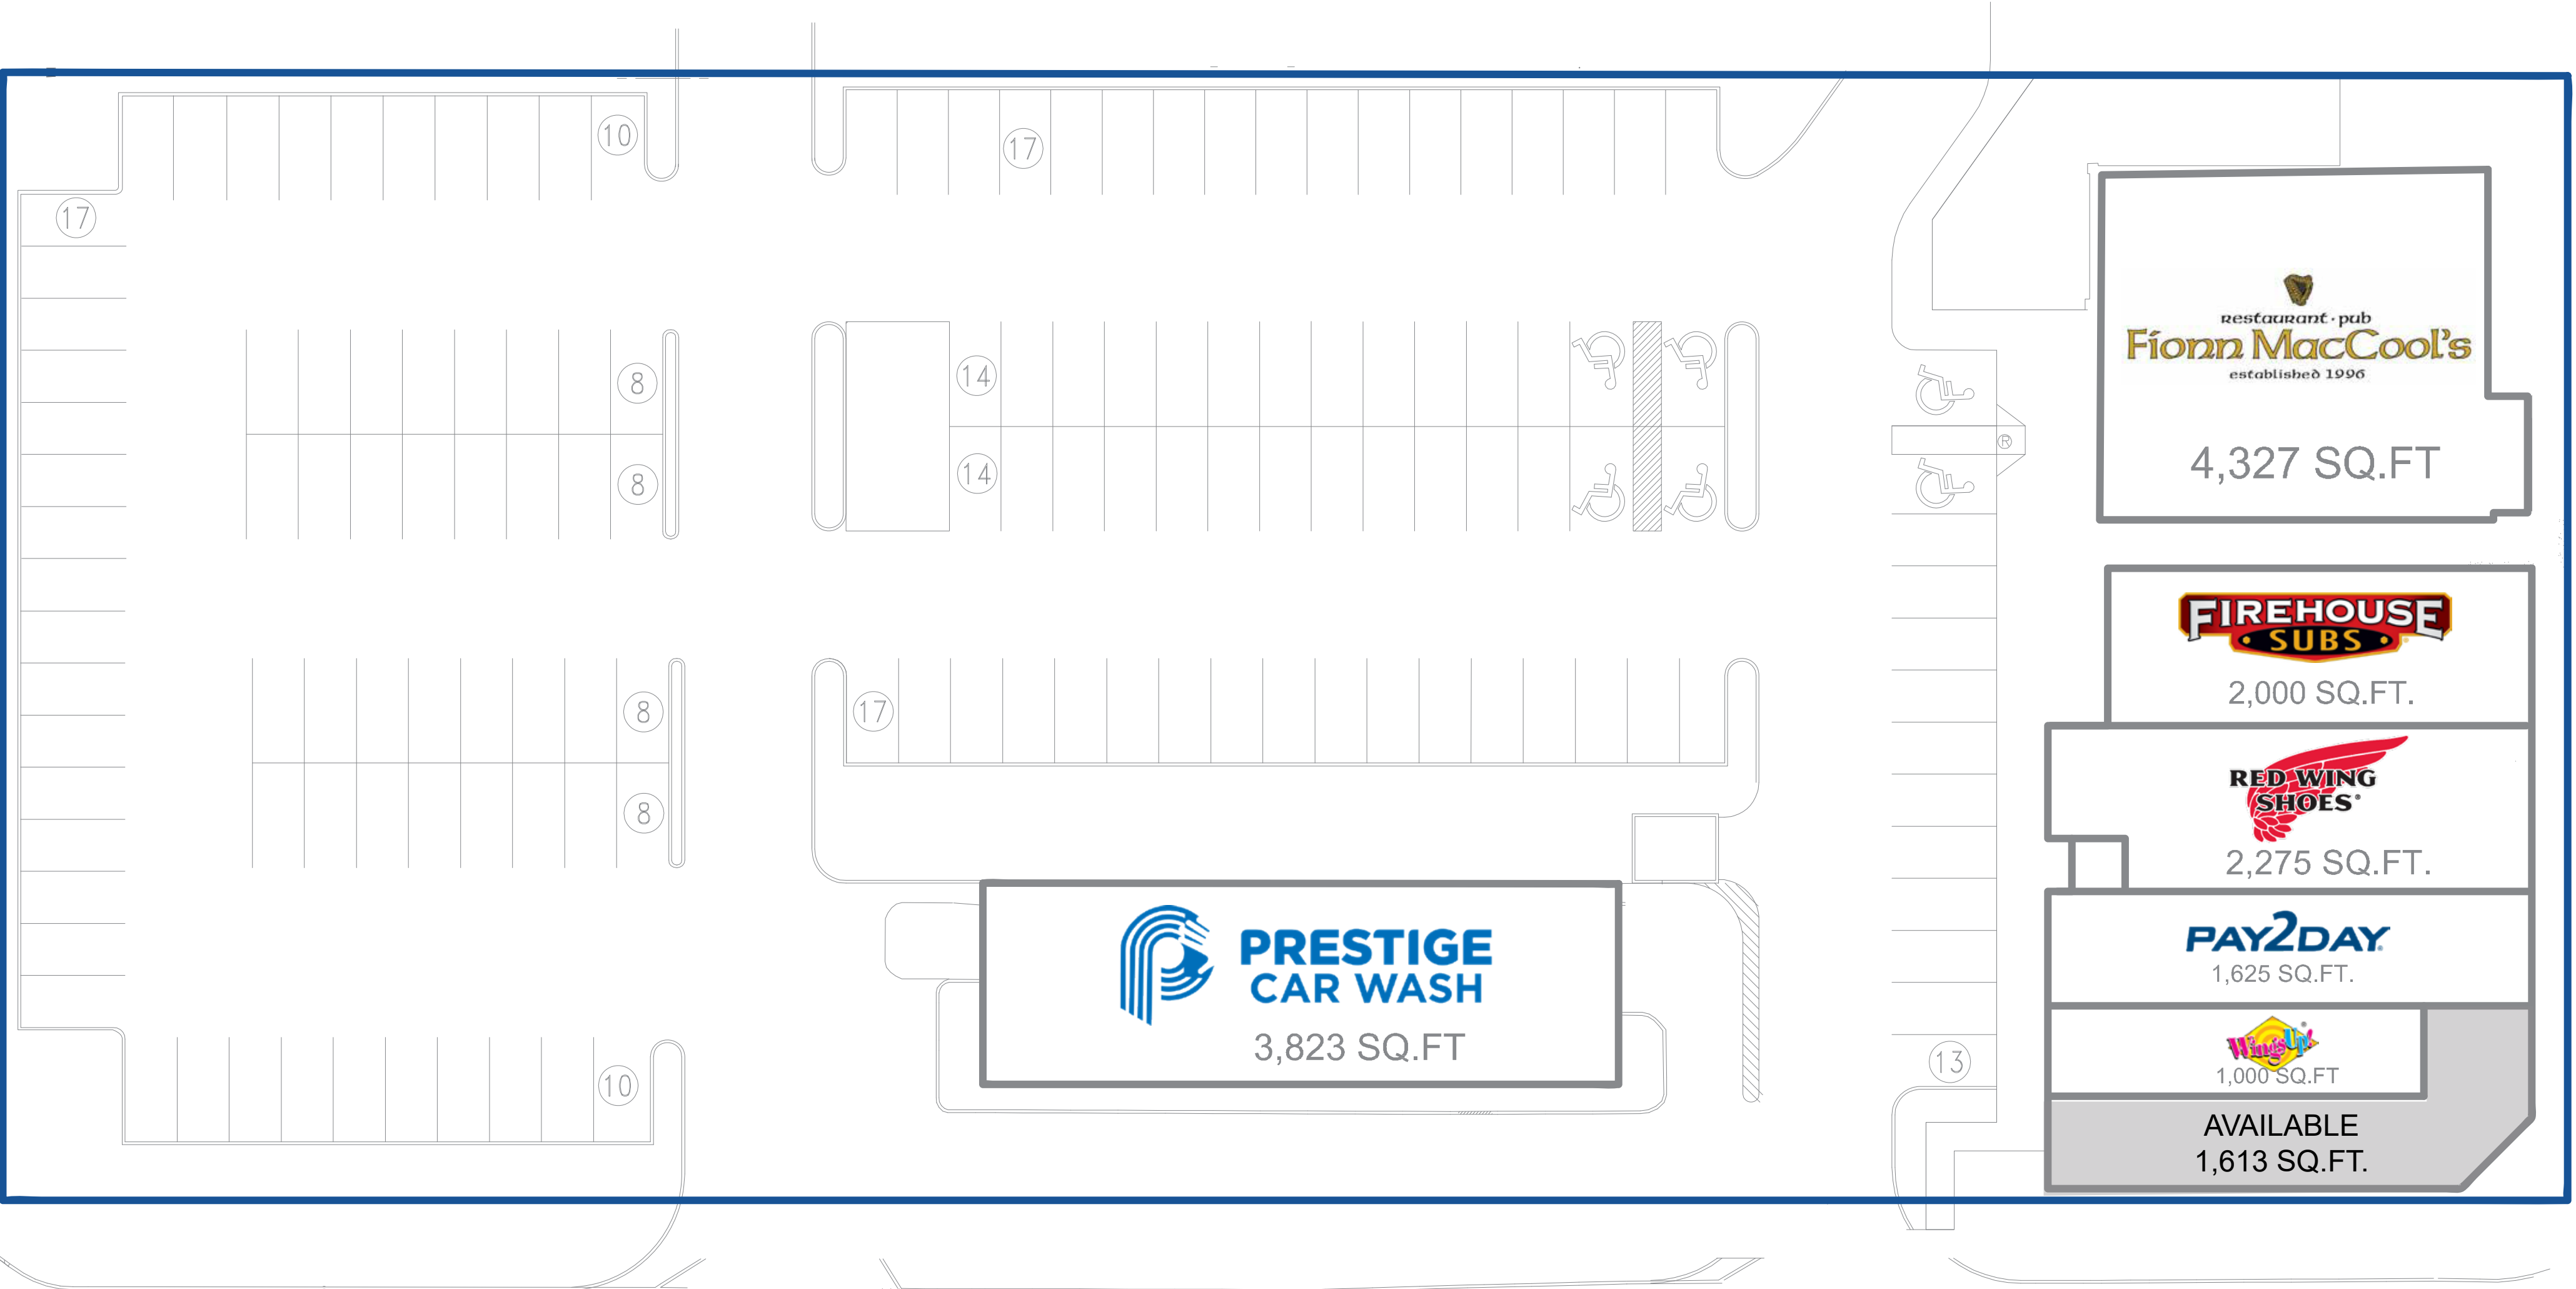 10
17
17
restaurant · pub
Fionn MacCool's
established 1996
4,327 SQ.FT
8
14
8
14
®
FIREHOUSE
SUBS
2,000 SQ.FT.
8
17
8
RED WING
SHOES®
2,275 SQ.FT.
PRESTIGE
CAR WASH
3,823 SQ.FT
PAY2DAY
1,625 SQ.FT.
10
13
WingsUp!®
1,000 SQ.FT
AVAILABLE
1,613 SQ.FT.